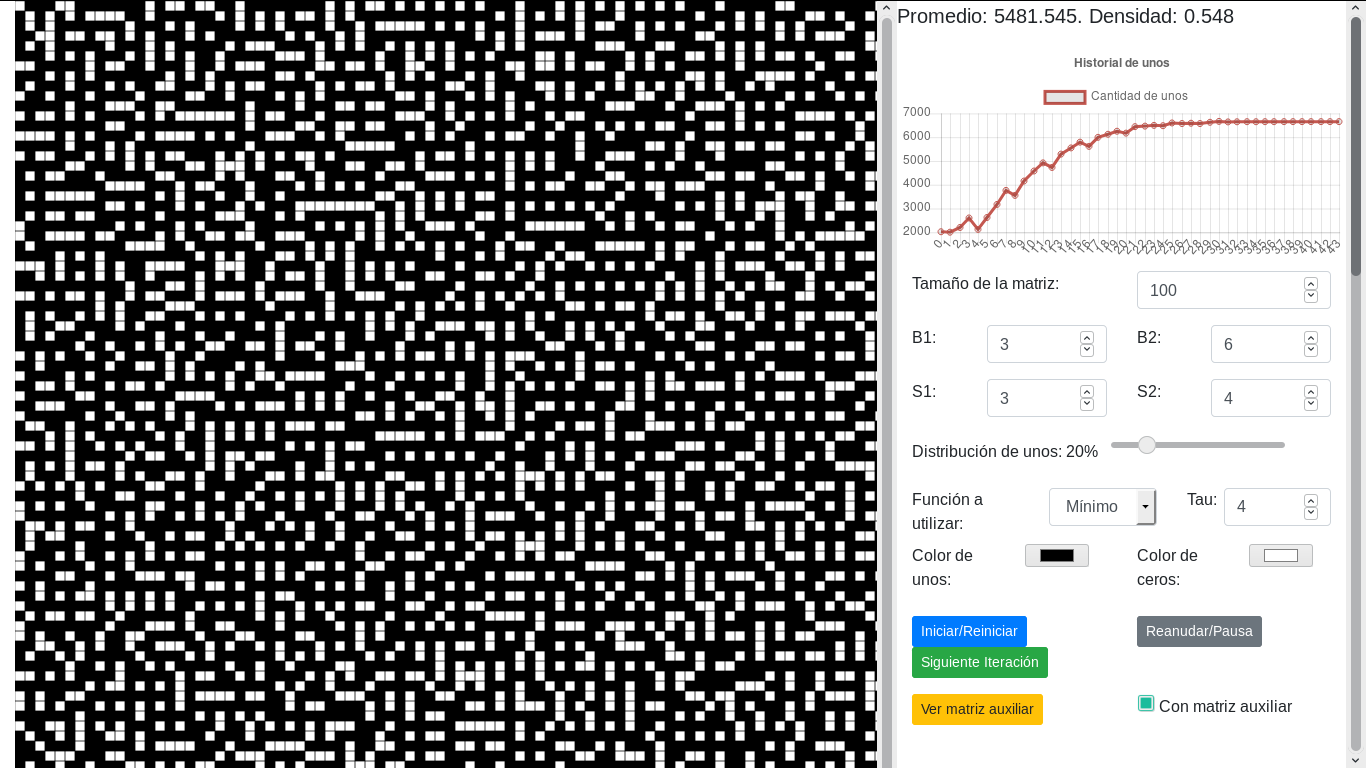 Promedio: 5481.545. Densidad: 0.548
Historial de unos
Cantidad de unos
7000
6000
5000
4000
3000
2000
0 1 2 3 4 5 6 7 8 9 10 11 12 13 14 15 16 17 18 19 20 21 22 23 24 25 26 27 28 29 30 31 32 33 34 35 36 37 38 39 40 41 42 43
Tamaño de la matriz: 100
B1: 3 B2: 6
S1: 3 S2: 4
Distribución de unos: 20%
Función a utilizar: Mínimo Tau: 4
Color de unos: Color de ceros:
Iniciar/Reiniciar Reanudar/Pausa
Siguiente Iteración
Ver matriz auxiliar Con matriz auxiliar